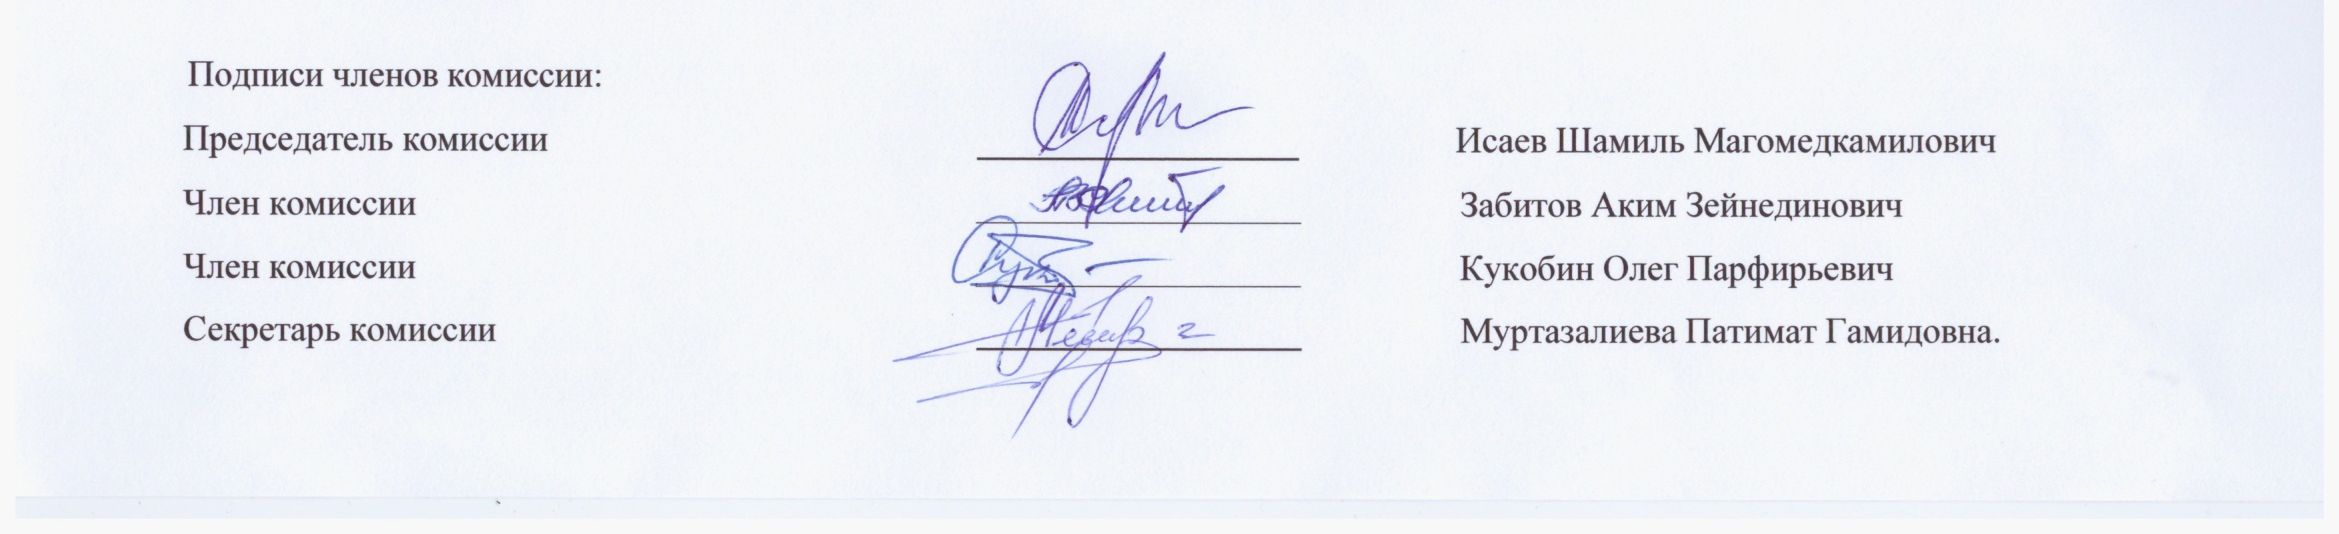 Подписи членов комиссии:
Председатель комиссии Исаев Шамиль Магомедкамилович
Член комиссии Забитов Аким Зейнединович
Член комиссии Кукобин Олег Парфирьевич
Секретарь комиссии Муртазалиева Патимат Гамидовна.